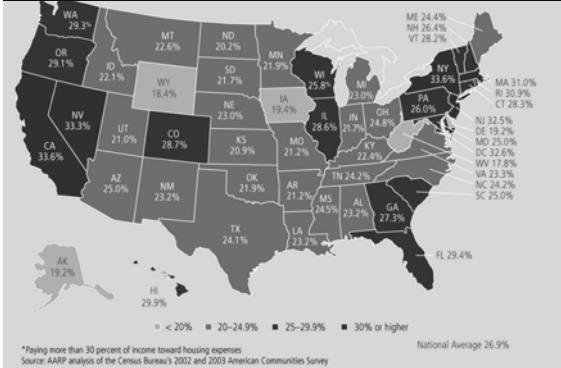 WA
29.3%
OR
29.1%
CA
33.6%
NV
33.3%
ID
22.1%
MT
22.6%
WY
18.4%
UT
21.0%
AZ
25.0%
CO
28.7%
NM
23.2%
ND
20.2%
SD
21.7%
NE
23.0%
KS
20.9%
OK
21.9%
TX
24.1%
MN
21.9%
IA
19.4%
MO
21.2%
AR
21.2%
LA
23.2%
WI
25.8%
IL
28.6%
MI
23.0%
IN
21.7%
OH
24.8%
KY
22.4%
TN 24.2%
MS
24.5%
AL
23.2%
GA
27.3%
NY
33.6%
PA
26.0%
ME 24.4%
NH 26.4%
VT 28.2%
MA 31.0%
RI 30.9%
CT 28.3%
NJ 32.5%
DE 19.2%
MD 25.0%
DC 32.6%
WV 17.8%
VA 23.3%
NC 24.2%
SC 25.0%
FL 29.4%
AK
19.2%
HI
29.9%
< 20% 20–24.9% 25–29.9% 30% or higher
National Average 26.9%
*Paying more than 30 percent of income toward housing expenses
Source: AARP analysis of the Census Bureau's 2002 and 2003 American Communities Survey